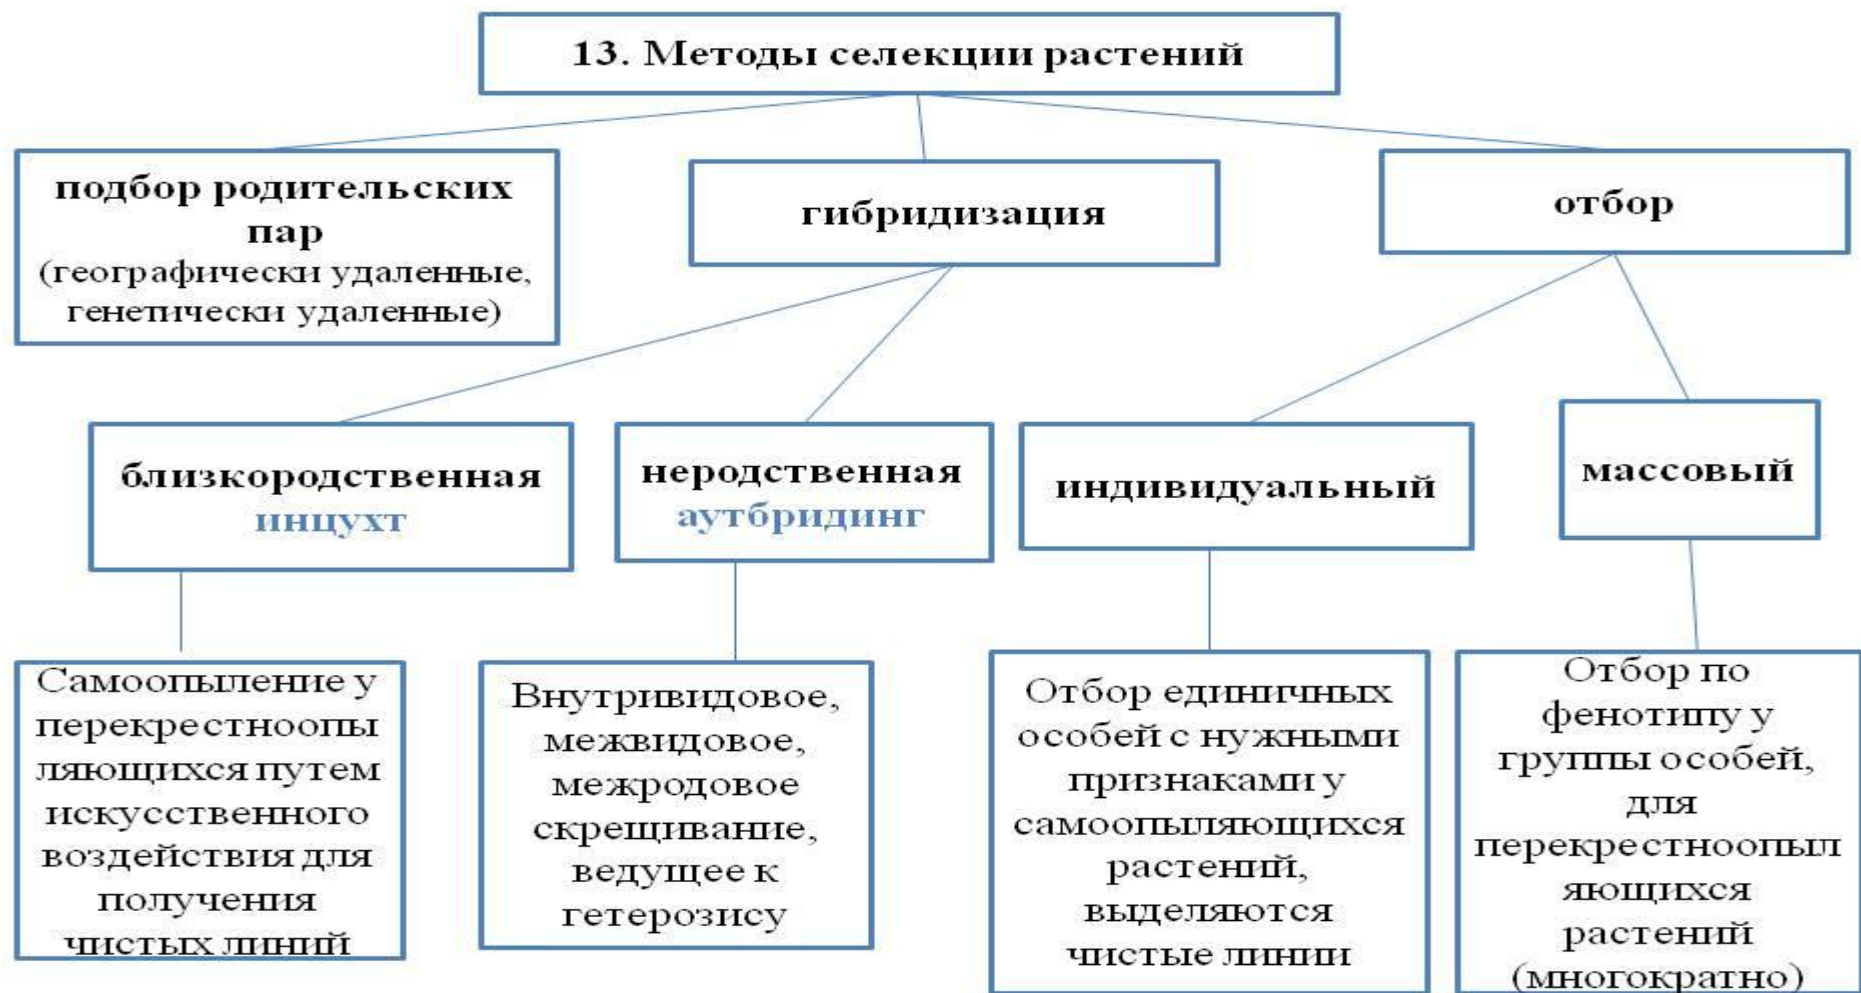 13. Методы селекции растений
подбор родительских
пар
(географически удаленные,
генетически удаленные)
гибридизация
отбор
близкородственная
инцухт
неродственная
аутбридинг
индивидуальный
массовый
Самоопыление у
перекрестноопы
ляющихся путем
искусственного
воздействия для
получения
чистых линий
Внутривидовое,
межвидовое,
межродовое
скрещивание,
ведущее к
гетерозису
Отбор единичных
особей с нужными
признаками у
самоопыляющихся
растений,
выделяются
чистые линии
Отбор по
фенотипу у
группы особей,
для
перекрестноопыл
яющихся
растений
(многократно)